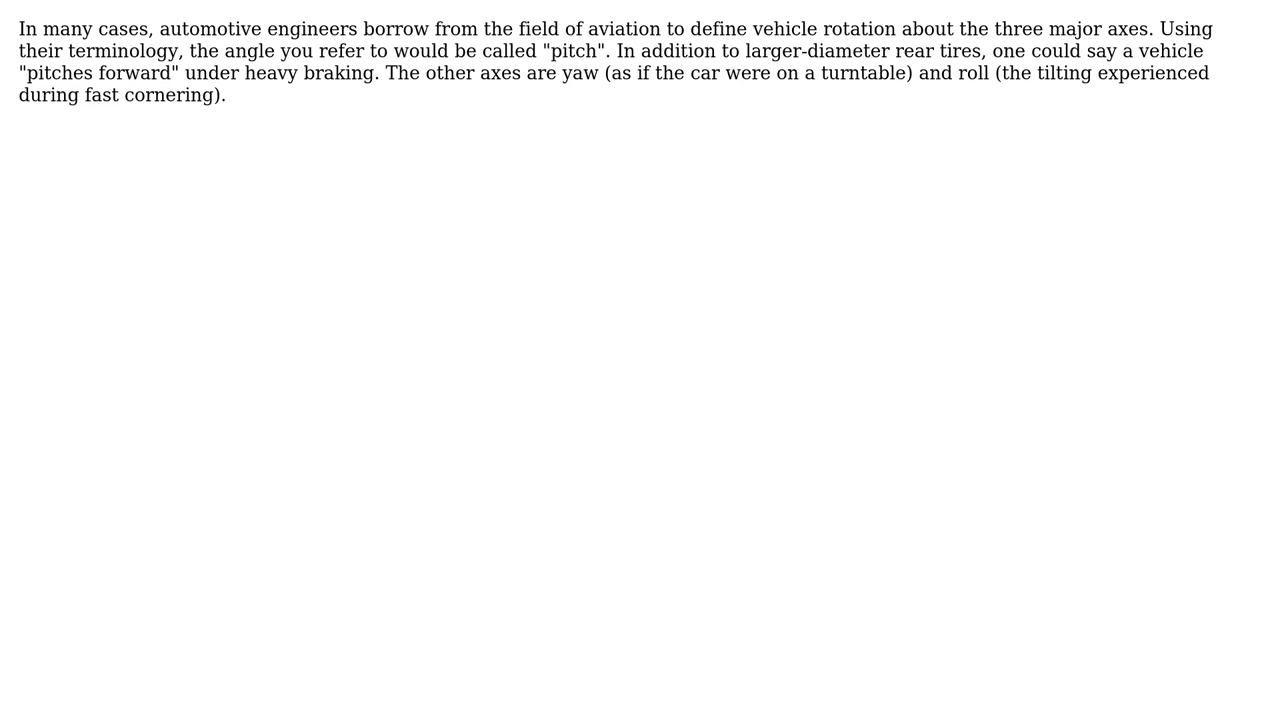 In many cases, automotive engineers borrow from the field of aviation to define vehicle rotation about the three major axes. Using
their terminology, the angle you refer to would be called "pitch". In addition to larger-diameter rear tires, one could say a vehicle
"pitches forward" under heavy braking. The other axes are yaw (as if the car were on a turntable) and roll (the tilting experienced
during fast cornering).